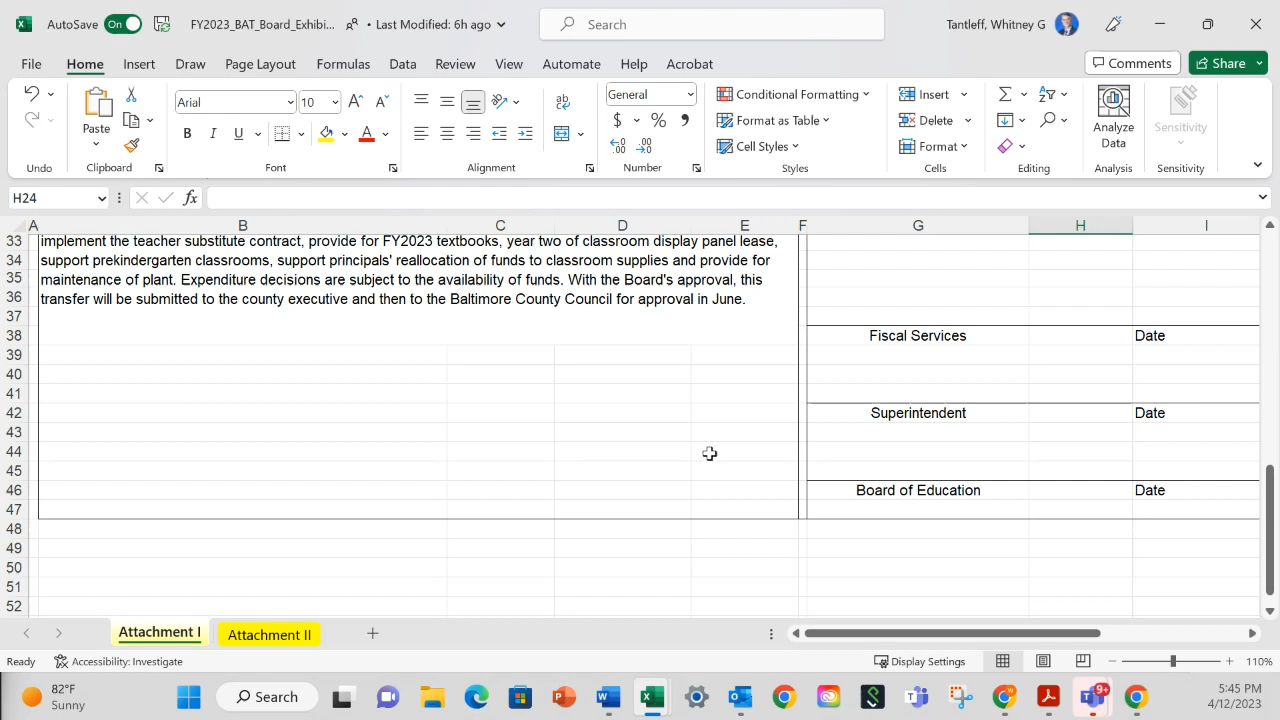 AutoSave On FY2023_BAT_Board_Exhibi... • Last Modified: 6h ago Search Tantleff, Whitney G
File Home Insert Draw Page Layout Formulas Data Review View Automate Help Acrobat Comments Share
Paste Arial 10 General Conditional Formatting Insert Analyze Data Sensitivity
B I U $ % , Format as Table Delete
Cell Styles Format
Undo Clipboard Font Alignment Number Styles Cells Editing Analysis Sensitivity
H24 fx
A B C D E F G H I
33 implement the teacher substitute contract, provide for FY2023 textbooks, year two of classroom display panel lease,
34 support prekindergarten classrooms, support principals' reallocation of funds to classroom supplies and provide for
35 maintenance of plant. Expenditure decisions are subject to the availability of funds. With the Board's approval, this
36 transfer will be submitted to the county executive and then to the Baltimore County Council for approval in June.
37
38 Fiscal Services Date
39
40
41
42 Superintendent Date
43
44
45
46 Board of Education Date
47
48
49
50
51
52
Attachment I Attachment II
Ready Accessibility: Investigate Display Settings 110%
82°F
Sunny
Search
9+
5:45 PM
4/12/2023